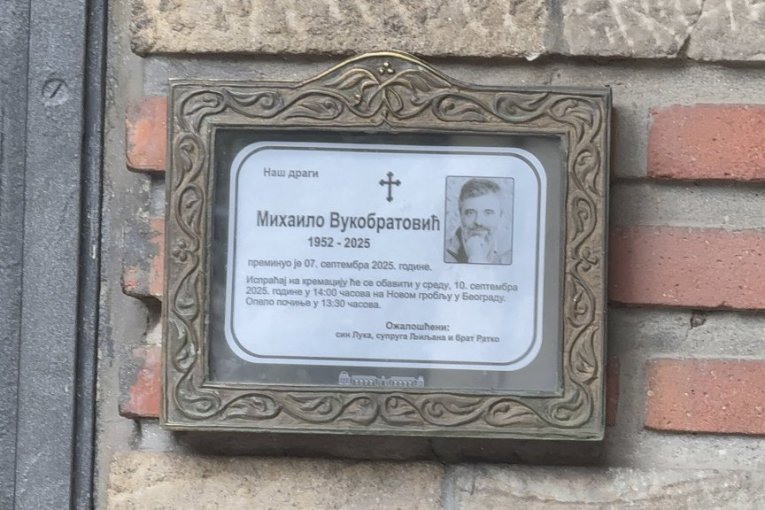 Наш драги
Михаило Вукобратовић
1952 - 2025
преминуо је 07. септембра 2025. године.
Испраћај на кремацију ће се обавити у среду, 10. септембра
2025. године у 14:00 часова на Новом гробљу у Београду.
Опело почиње у 13:30 часова.
Ожалошћени:
син Лука, супруга Љиљана и брат Ратко